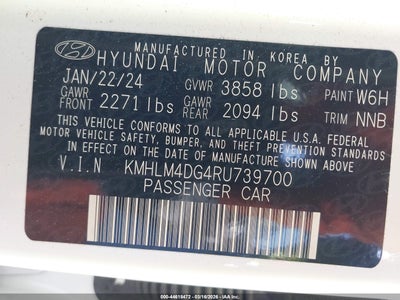 MANUFACTURED IN KOREA BY
HYUNDAI MOTOR COMPANY
JAN/22/24 GVWR 3858 lbs PAINT W6H
GAWR FRONT 2271 lbs GAWR REAR 2094 lbs TRIM NNB
THIS VEHICLE CONFORMS TO ALL APPLICABLE U.S.A. FEDERAL
MOTOR VEHICLE SAFETY, BUMPER, AND THEFT PREVENTION
STANDARDS IN EFFECT ON THE DATE OF MANUFACTURE SHOWN ABOVE.
V.I.N KMHLM4DG4RU739700
PASSENGER CAR